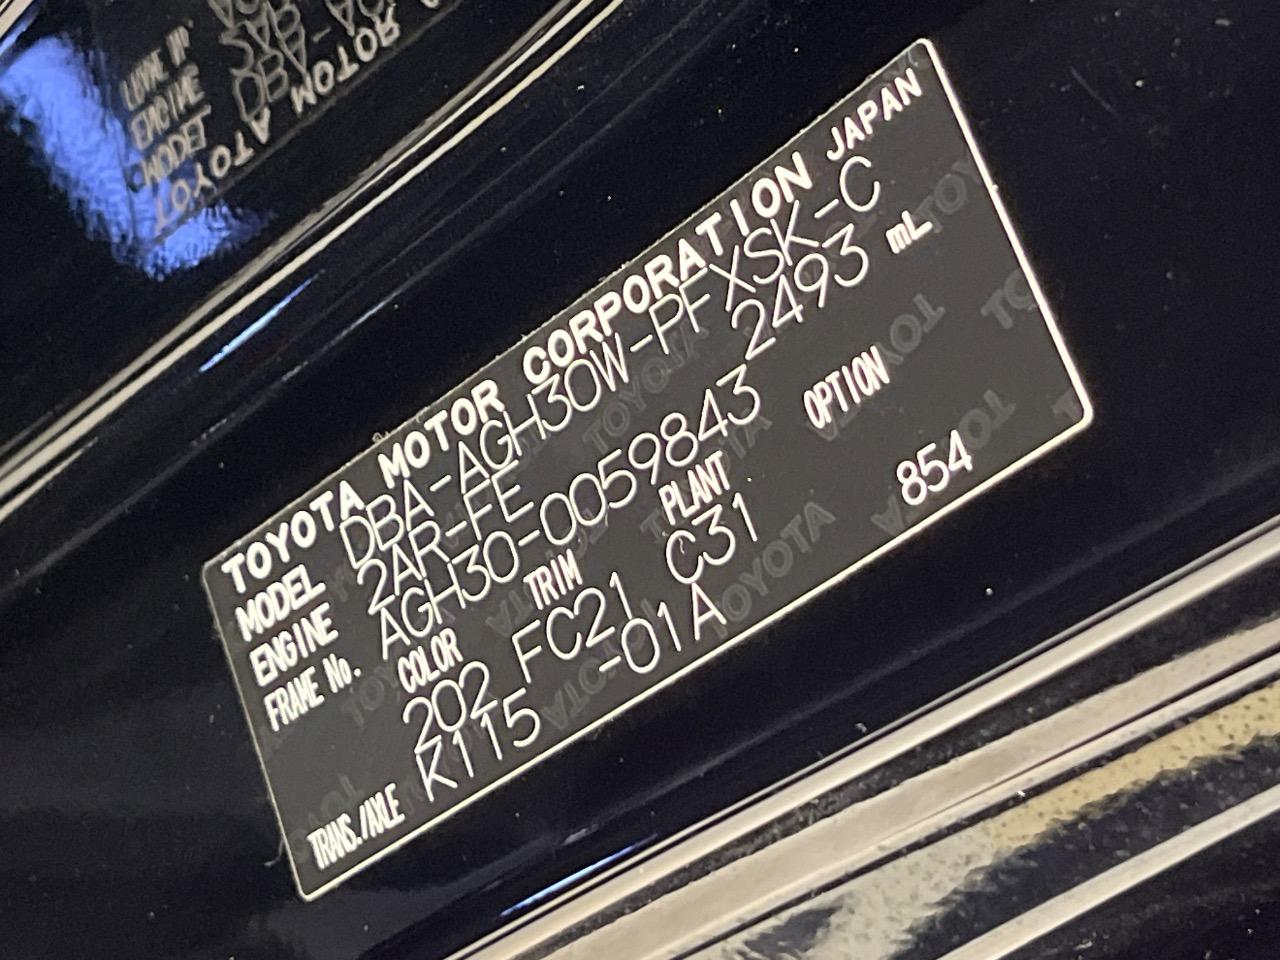 TOYOTA MOTOR CORPORATION JAPAN
MODEL DBA-AGH30W-PFXSK-C
ENGINE 2AR-FE 2493 mL
FRAME No. AGH30-0059843
COLOR TRIM PLANT OPTION
202 FC21 C31 854
TRANS./AXLE K115 -01A